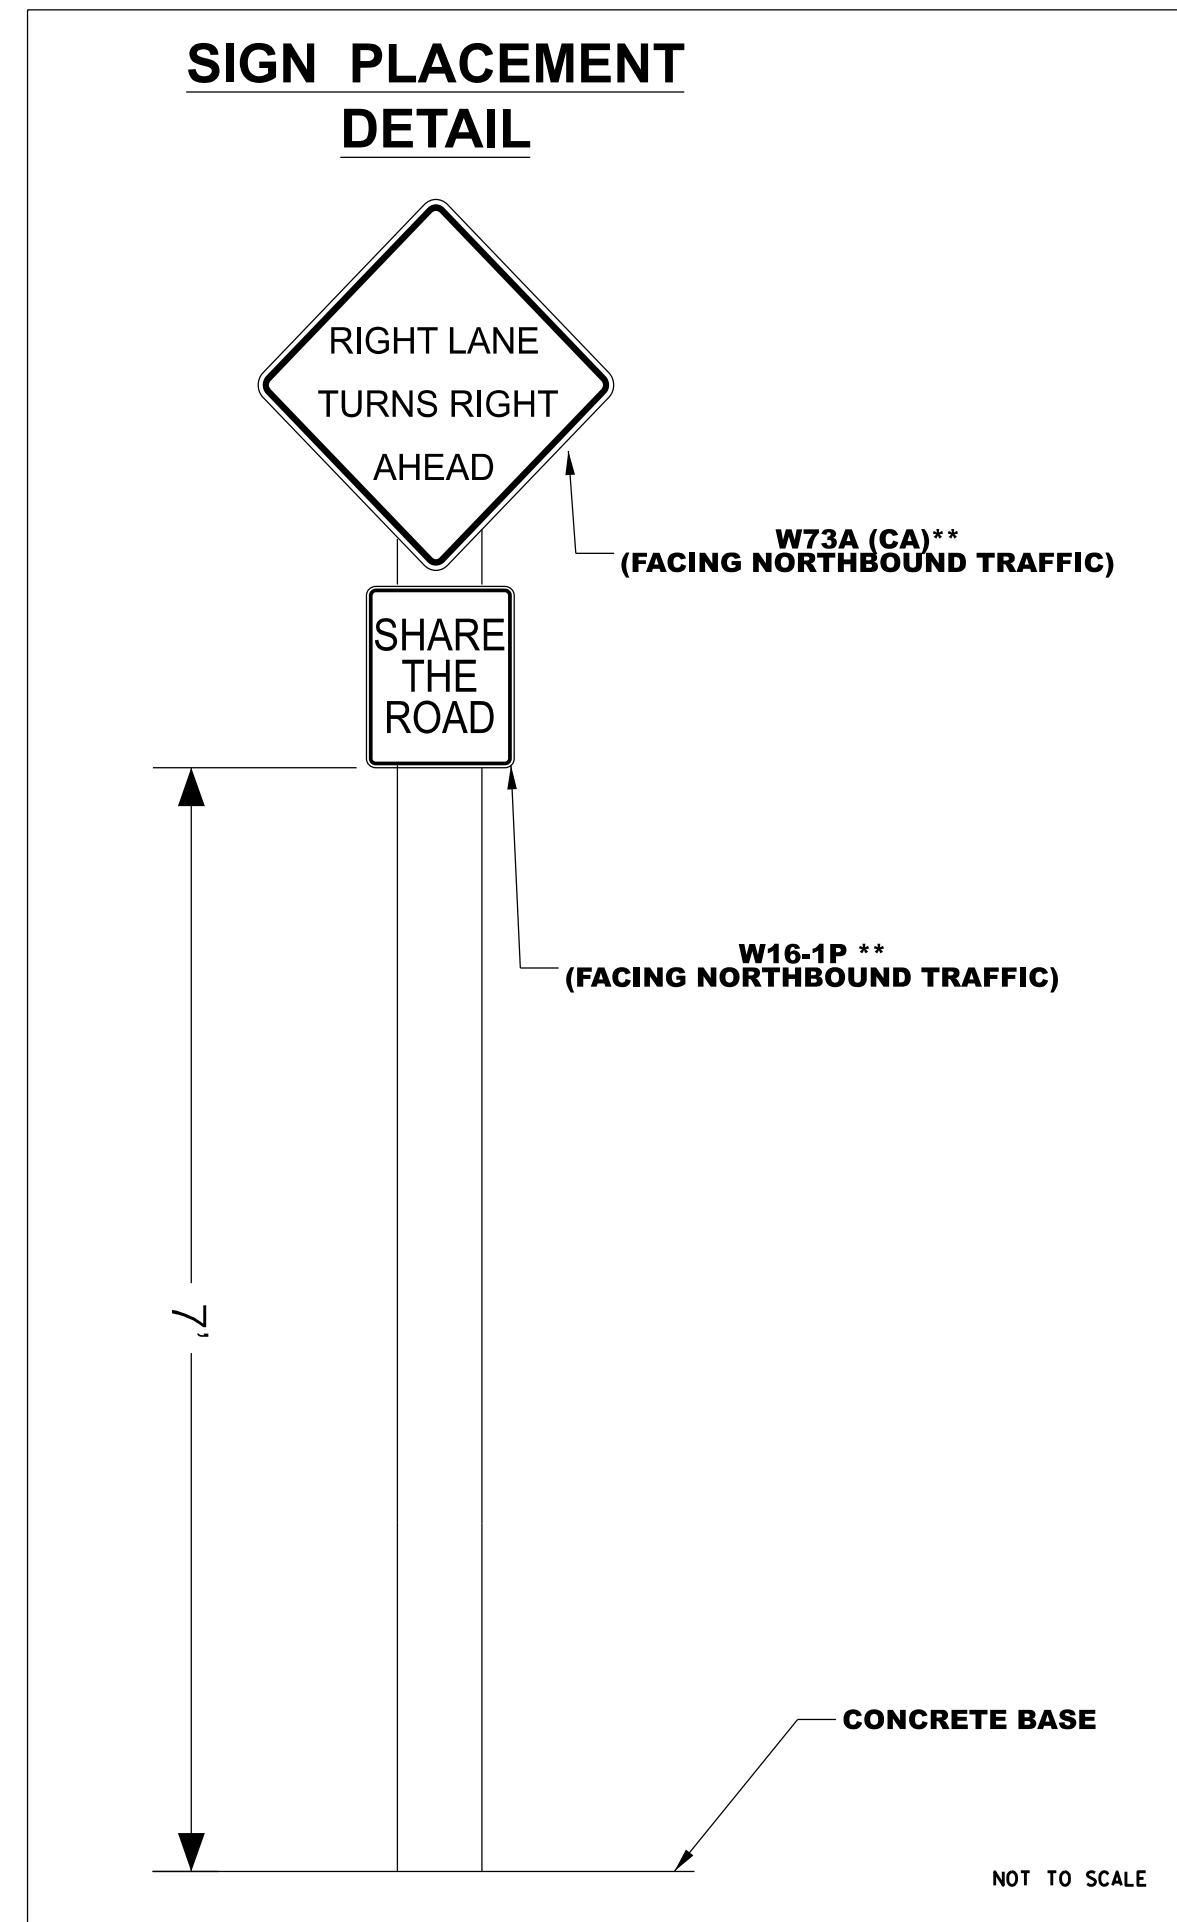 SIGN PLACEMENT
DETAIL
RIGHT LANE
TURNS RIGHT
AHEAD
W73A (CA)**
(FACING NORTHBOUND TRAFFIC)
SHARE
THE
ROAD
W16-1P **
(FACING NORTHBOUND TRAFFIC)
7'
CONCRETE BASE
NOT TO SCALE